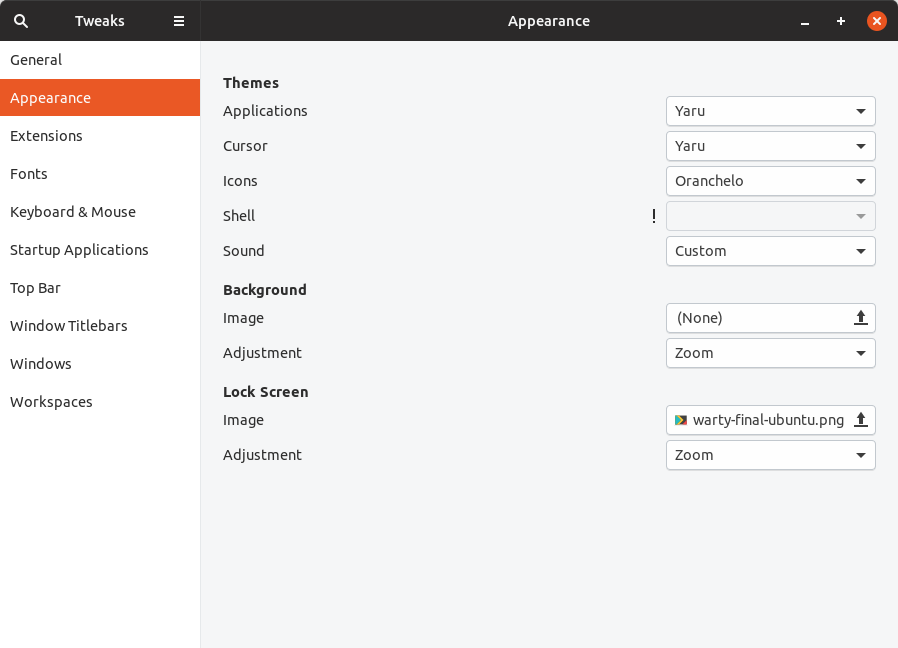 Tweaks
Appearance
General
Appearance
Extensions
Fonts
Keyboard & Mouse
Startup Applications
Top Bar
Window Titlebars
Windows
Workspaces
Themes
Applications Yaru
Cursor Yaru
Icons Oranchelo
Shell !
Sound Custom
Background
Image (None)
Adjustment Zoom
Lock Screen
Image warty-final-ubuntu.png
Adjustment Zoom